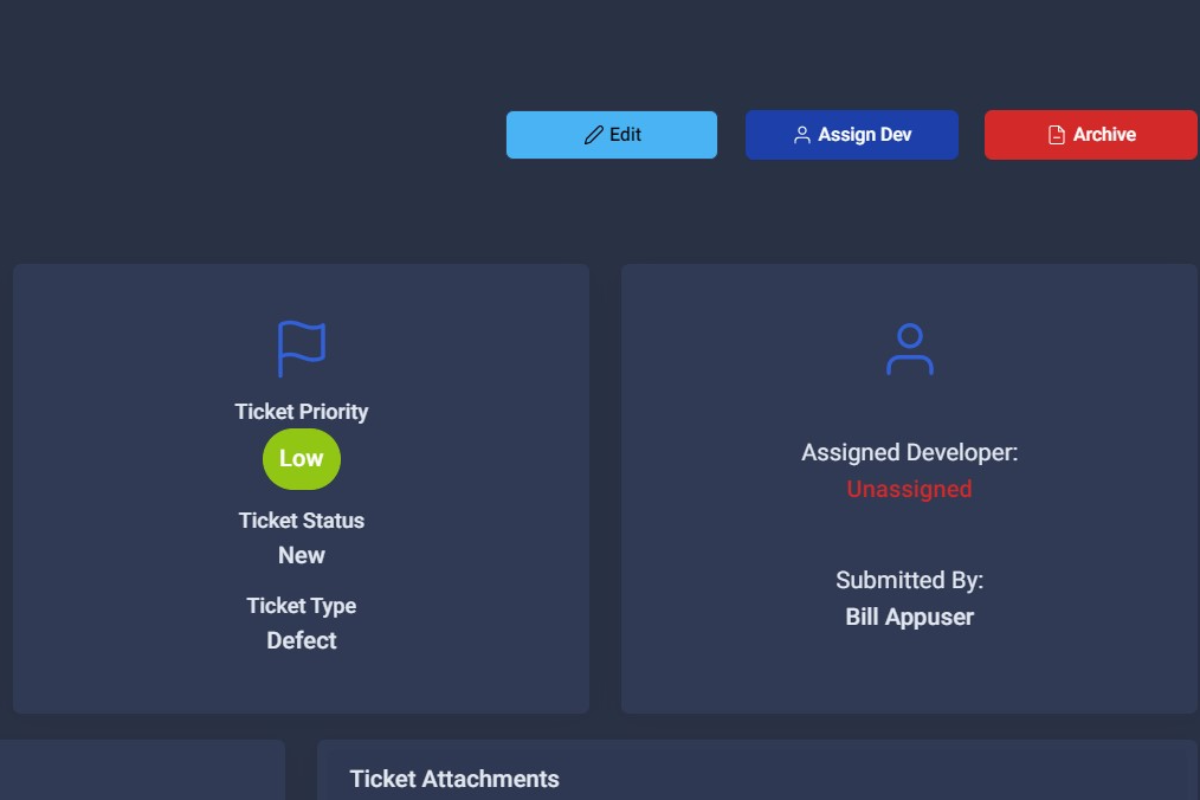 Edit
Assign Dev
Archive
Ticket Priority
Low
Ticket Status
New
Ticket Type
Defect
Assigned Developer:
Unassigned
Submitted By:
Bill Appuser
Ticket Attachments